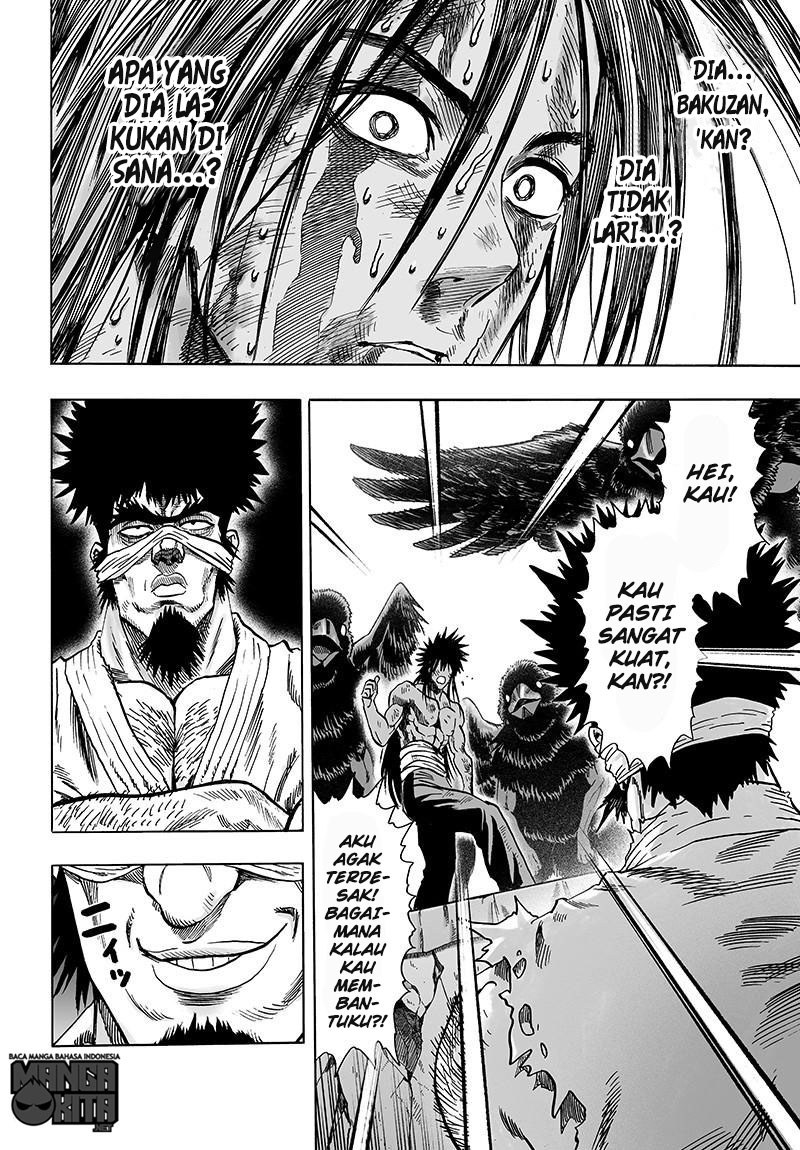 DIA...
BAKUZAN,
'KAN?
DIA
TIDAK
LARI...?
APA YANG
DIA LA-
KUKAN DI
SANA...?
HEI,
KAU!
KAU
PASTI
SANGAT
KUAT,
KAN?!
AKU
AGAK
TERDE-
SAK!
BAGAI-
MANA
KALAU
KAU
MEM-
BAN-
TUKU?!
ニィッ
BACA MANGA BAHASA INDONESIA
MANGA
KITA
.NET